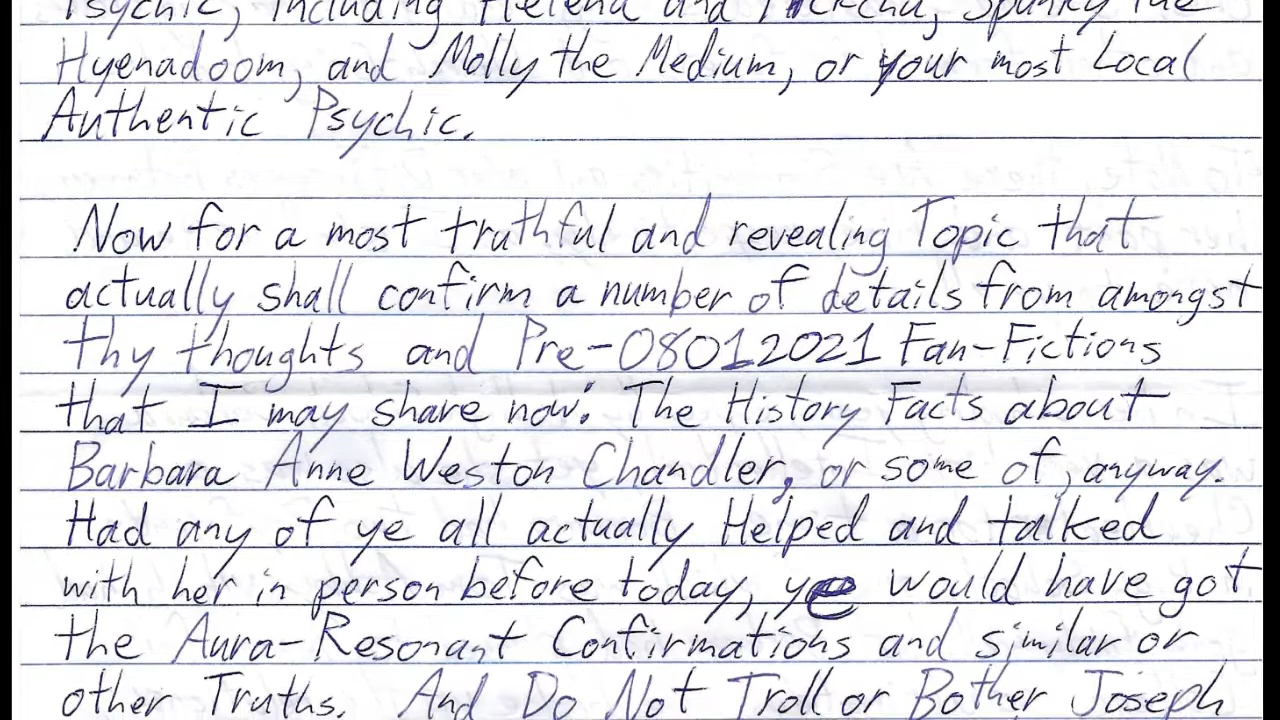 Psychic, including Helena and
Hyenadoom, and Molly the Medium, or your most Local
Authentic Psychic.
Now for a most truthful and revealing Topic that
actually shall confirm a number of details from amongst
thy thoughts and Pre-08012021 Fan-Fictions
that I may share now: The History Facts about
Barbara Anne Weston Chandler, or some of, anyway.
Had any of ye all actually Helped and talked
with her in person before today, ye would have got
the Aura-Resonant Confirmations and similar or
other Truths. And Do Not Troll or Bother Joseph